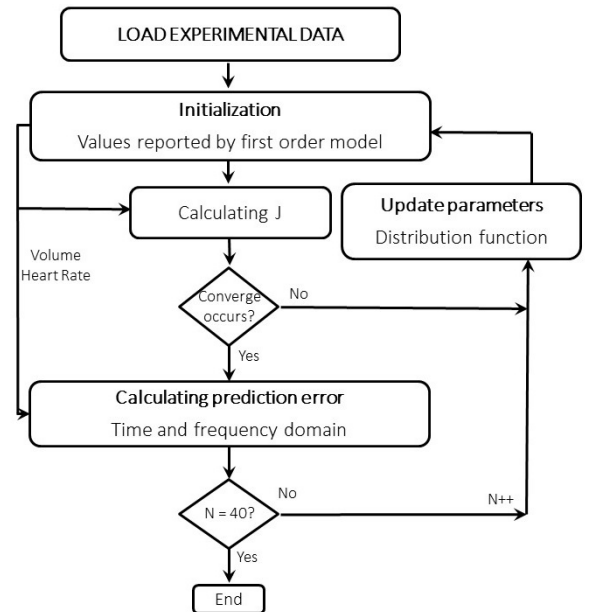 LOAD EXPERIMENTAL DATA
Initialization
Values reported by first order model
Calculating J
Update parameters
Distribution function
Volume
Heart Rate
Converge
occurs?
No
Yes
Calculating prediction error
Time and frequency domain
N = 40?
No
N++
Yes
End